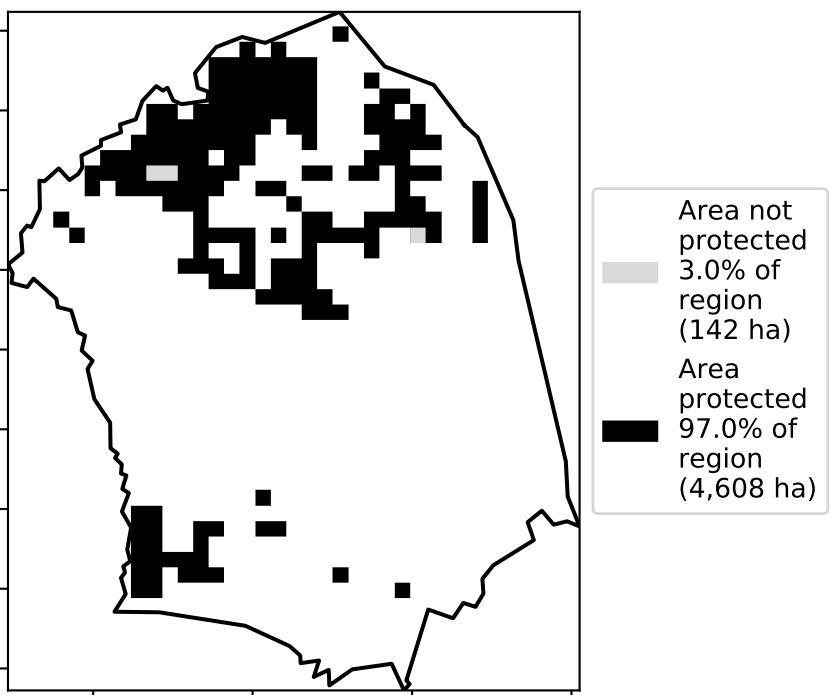 Area not
protected
3.0% of
region
(142 ha)
Area
protected
97.0% of
region
(4,608 ha)